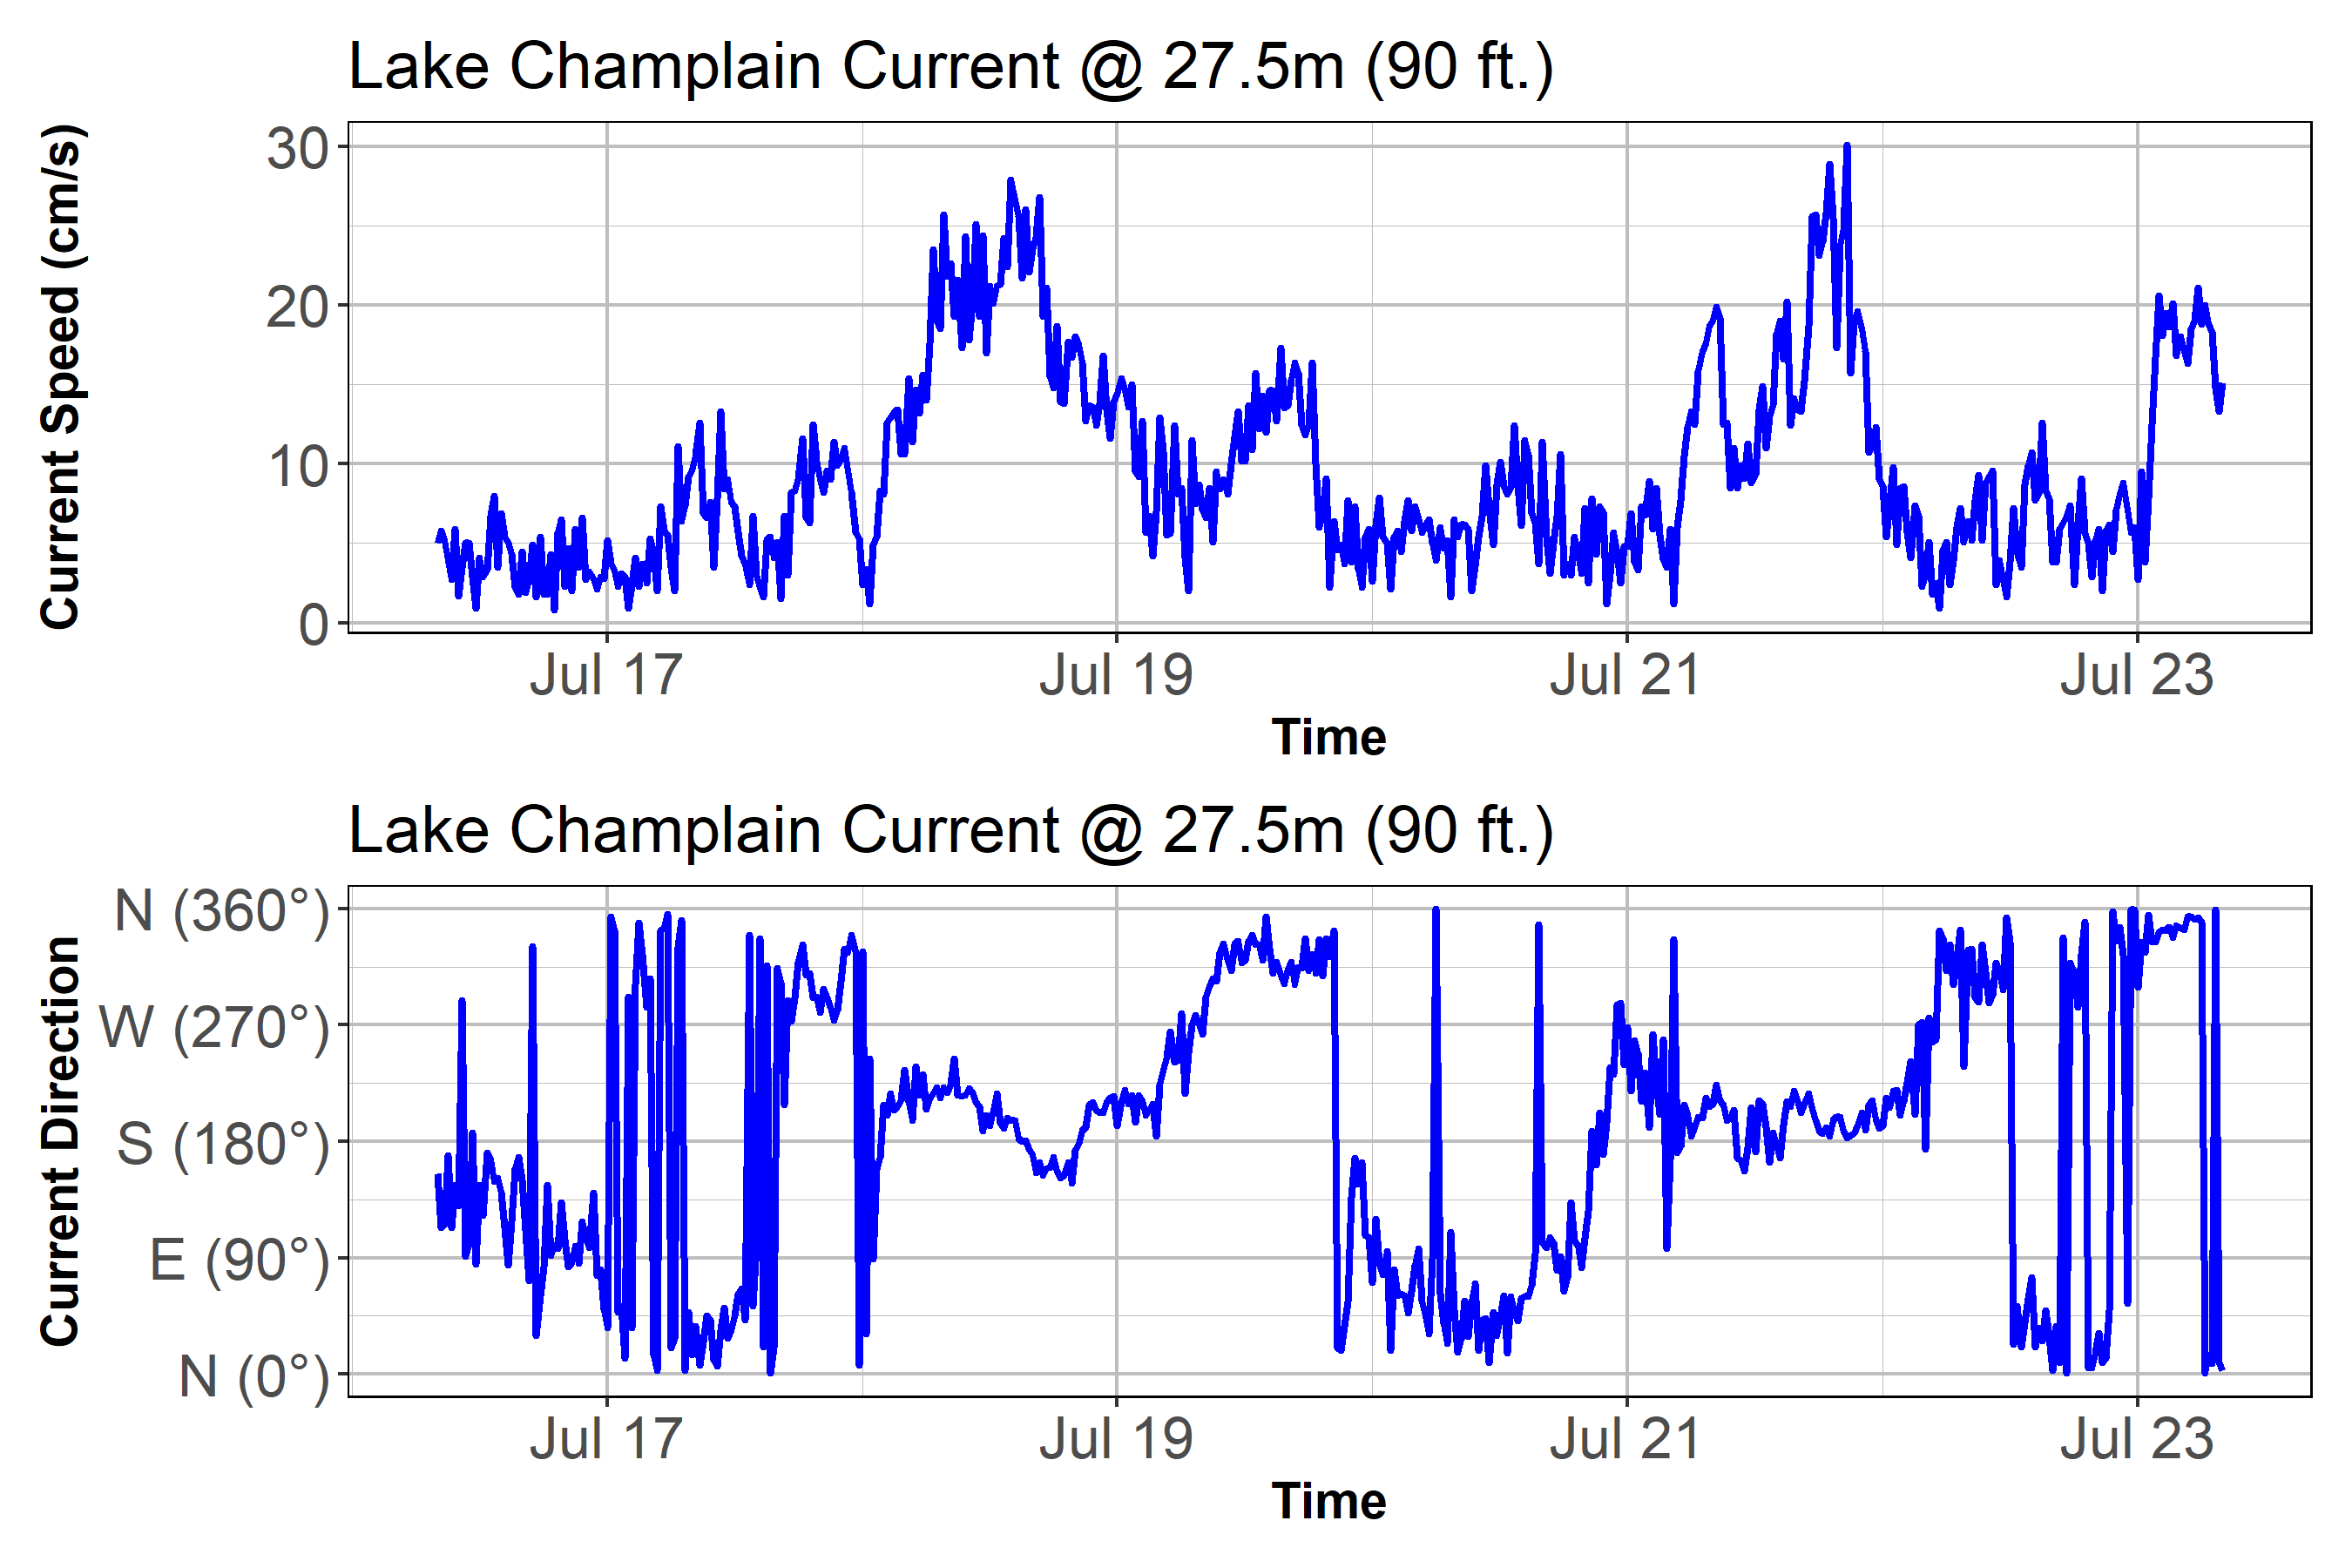 Lake Champlain Current @ 27.5m (90 ft.)
Current Speed (cm/s)
30
20
10
0
Jul 17 Jul 19 Jul 21 Jul 23
Time
Lake Champlain Current @ 27.5m (90 ft.)
Current Direction
N (360°)
W (270°)
S (180°)
E (90°)
N (0°)
Jul 17 Jul 19 Jul 21 Jul 23
Time